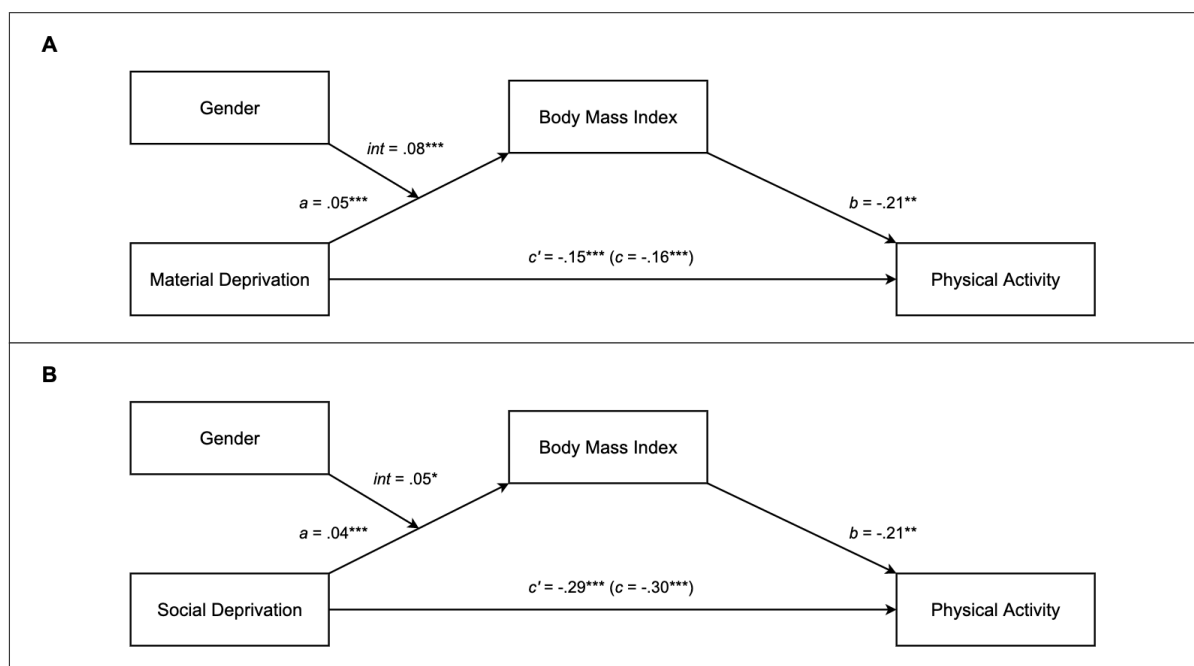 A
Gender
Body Mass Index
int = .08***
a = .05***
b = -.21**
c' = -.15*** (c = -.16***)
Material Deprivation
Physical Activity
B
Gender
Body Mass Index
int = .05*
a = .04***
b = -.21**
c' = -.29*** (c = -.30***)
Social Deprivation
Physical Activity